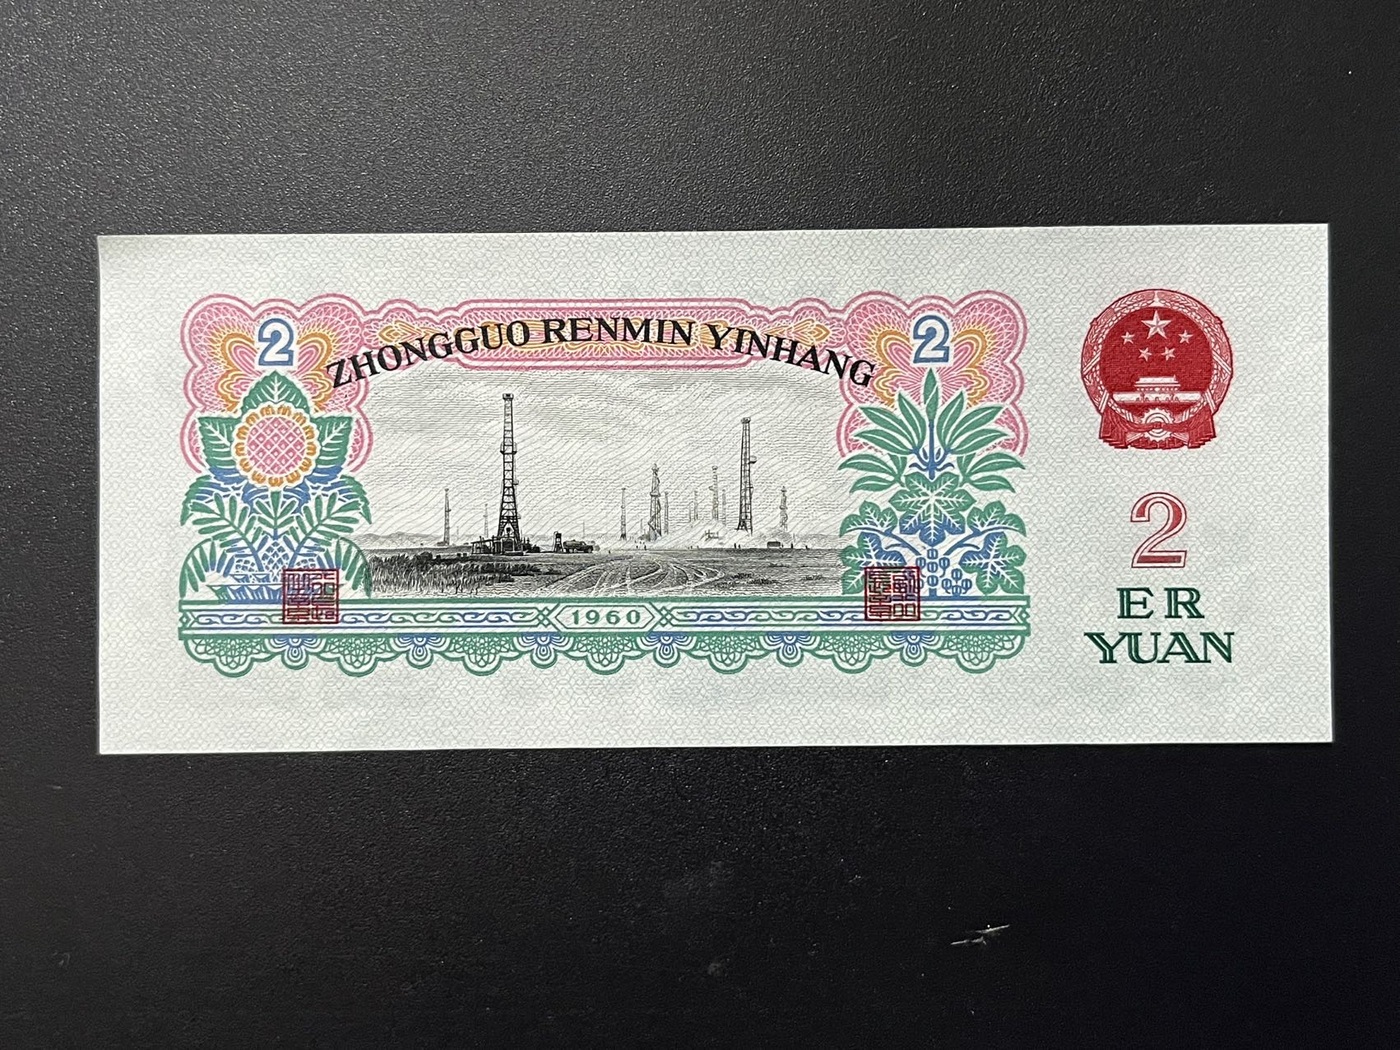 2
ZHONGGUO RENMIN YINHANG
2
1960
2
ER
YUAN